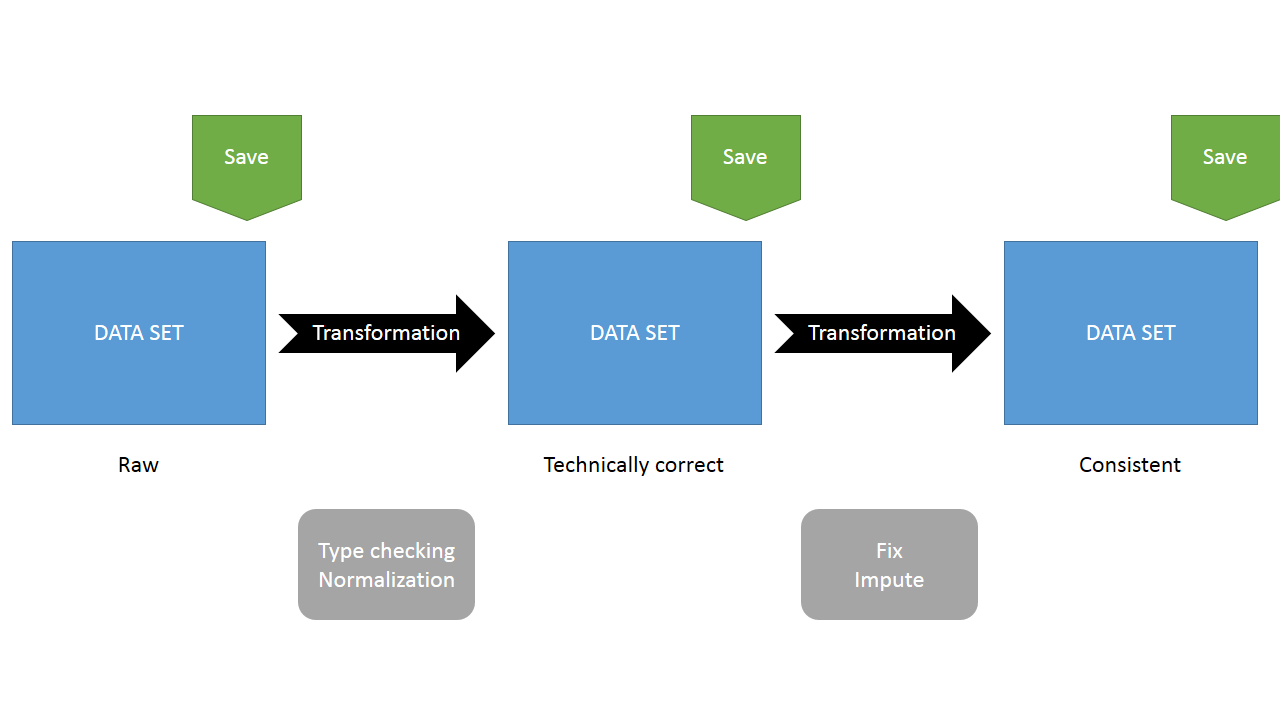 Save
Save
Save
DATA SET
Transformation
DATA SET
Transformation
DATA SET
Raw
Technically correct
Consistent
Type checking
Normalization
Fix
Impute